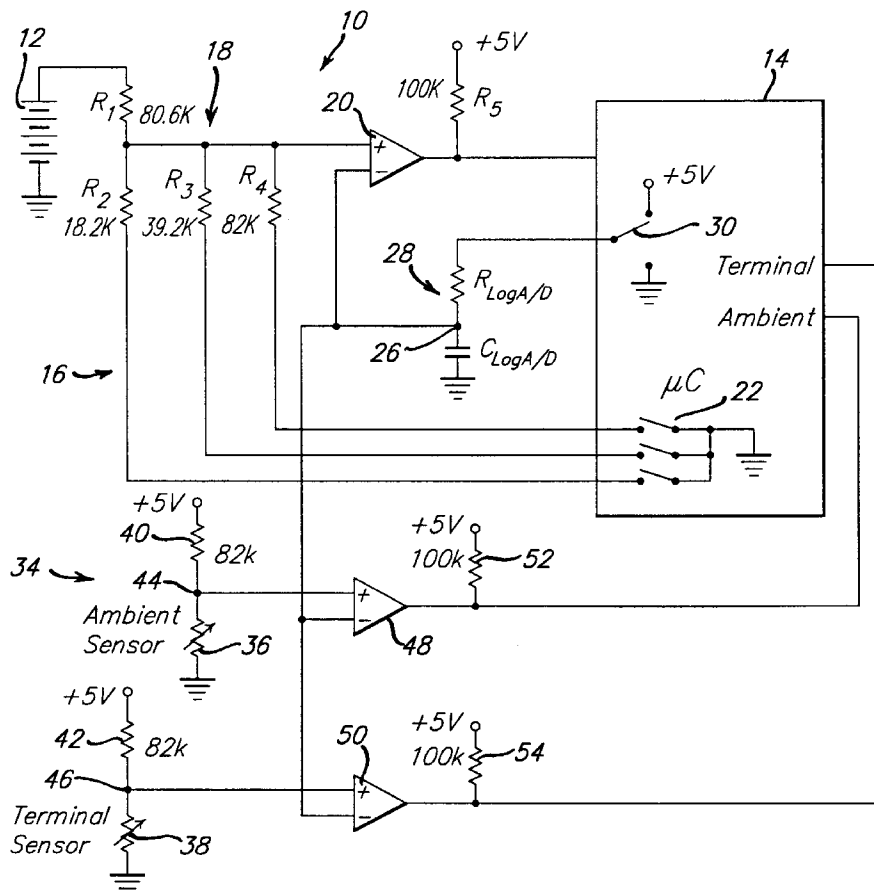 10
12
18
+5V
14
R1
80.6K
20
100K
R5
+5V
30
R2
18.2K
R3
39.2K
R4
82K
28
RLogA/D
Terminal
Ambient
26
CLogA/D
16
µC
22
+5V
40
82k
+5V
100k
52
34
44
Ambient
Sensor
36
48
+5V
42
82k
50
+5V
100k
54
46
Terminal
Sensor
38